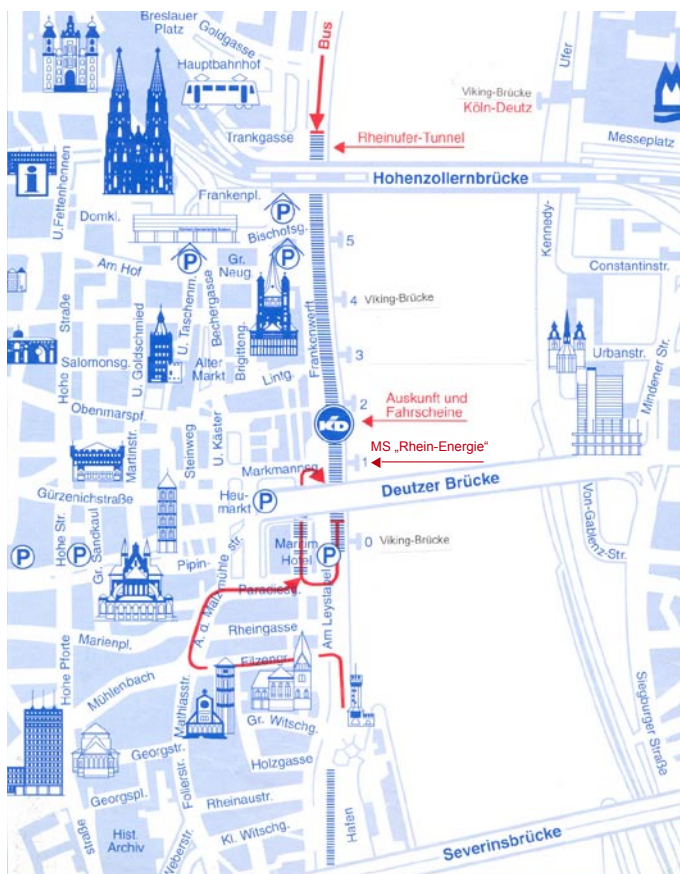 Breslauer
Platz
Goldgasse
Hauptbahnhof
Bus
Ufer
Viking-Brücke
Köln-Deutz
Trankgasse
Rheinufer-Tunnel
Messeplatz
Hohenzollernbrücke
i
U.Fettenhennen
Frankenpl.
P
Domkl.
Bischofsg.
Kennedy-
5
P
P
Am Hof
Gr.
Neug.
Constantinstr.
Straße
U. Goldschmied
U. Taschenm.
Bechergasse
4
Viking-Brücke
Frankenwerft
Brigitteng.
Salomonsg.
Alter
Markt
3
Urbanstr.
Mindener Str.
Hohe
Lintg.
Obenmarspf.
2
Auskunft und
Fahrscheine
KD
U. Käster
Steinweg
Martinstr.
MS „Rhein-Energie“
1
Markmannsg.
Gürzenichstraße
Heu-
markt
P
Deutzer Brücke
Hohe Str.
Gr. Sandkaul
Von-Gablenz-Str.
P
P
Pipin-
str.
Maritim
Hotel
P
0
Viking-Brücke
A. d. Malzmühle
Paradiesg.
Am Leystapel
Rheingasse
Marienpl.
Filzengr.
Hohe Pforte
Mühlenbach
Mathiasstr.
Gr. Witschg.
Siegburger Straße
Georgstr.
Holzgasse
Folierstr.
Georgspl.
Rheinaustr.
Hafen
straße
Hist.
Archiv
Weberstr.
Kl. Witschg.
Severinsbrücke